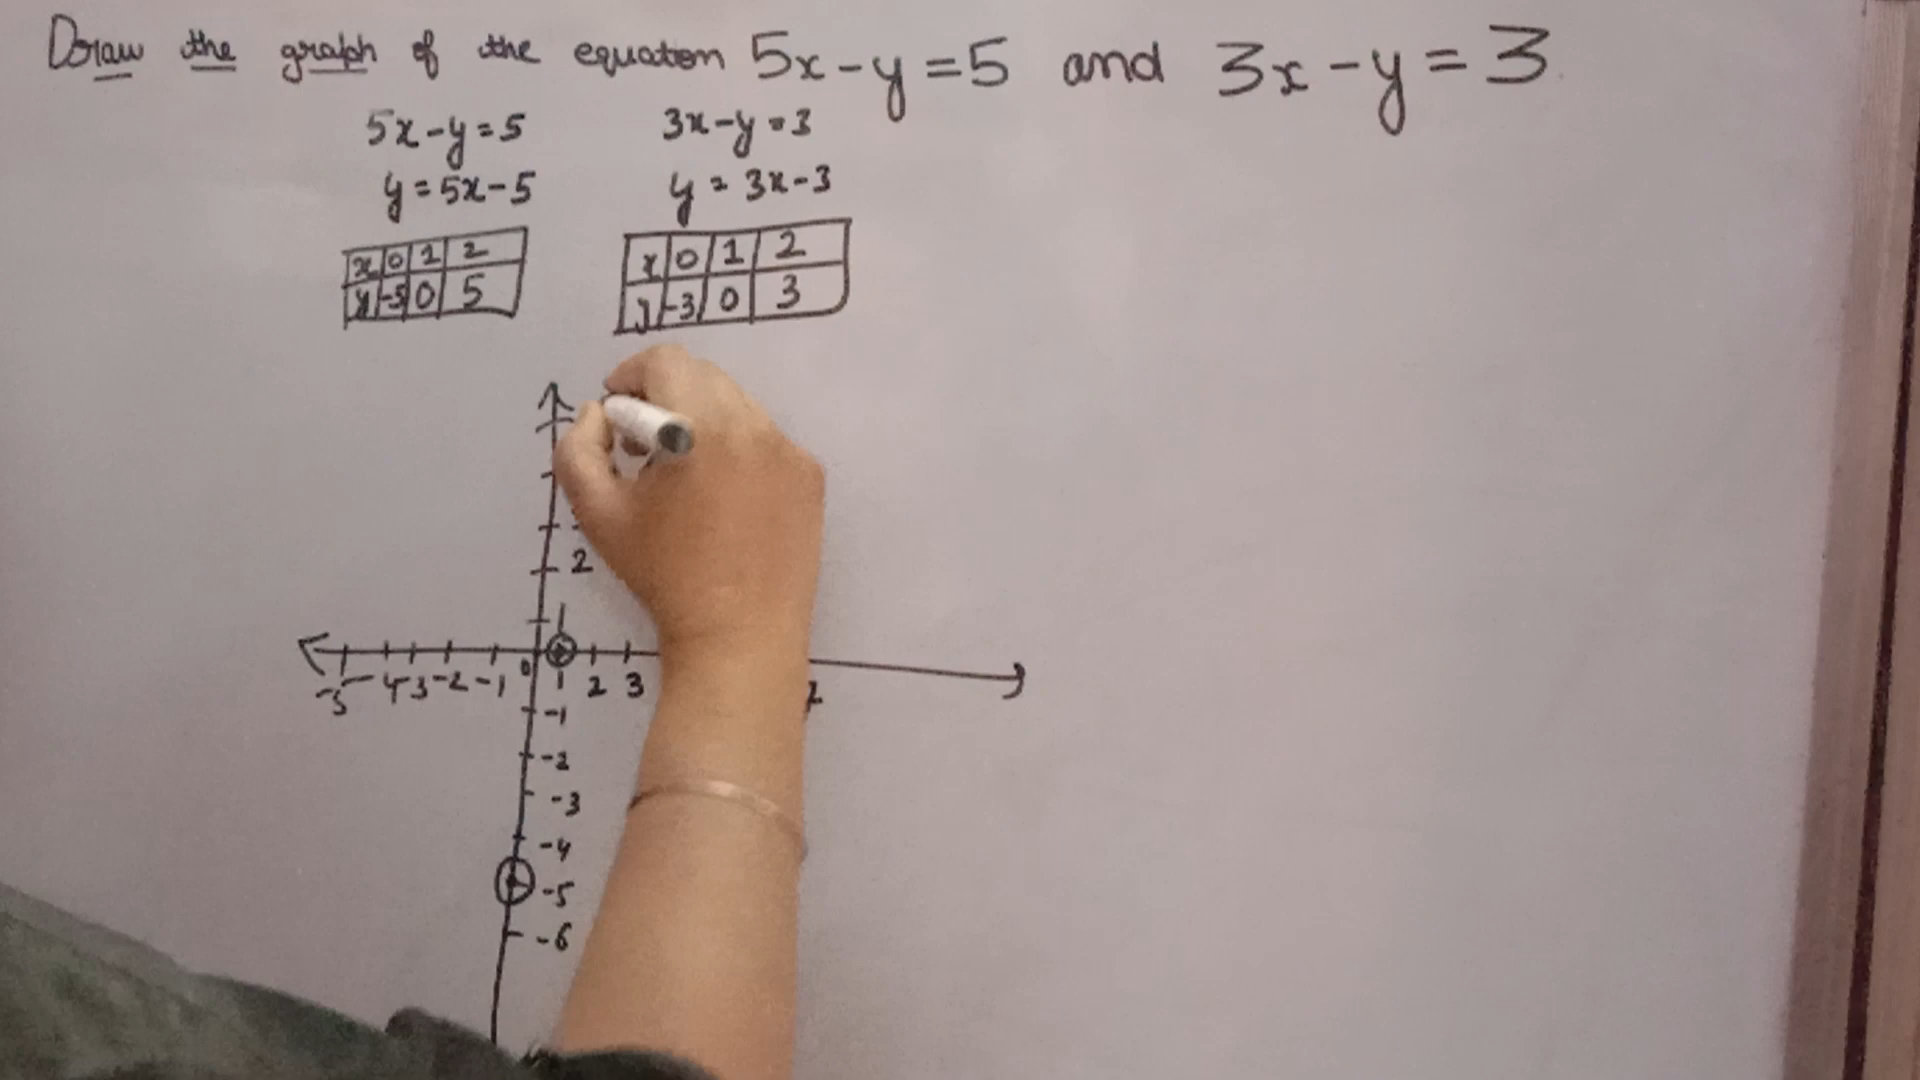 Draw the graph of the equation 5x-y=5 and 3x-y=3
5x-y=5 3x-y=3
y=5x-5 y=3x-3
x 0 1 2 x 0 1 2
y -5 0 5 y -3 0 3
2
1
-5 -4 -3 -2 -1 0 1 2 3 7
-1
-2
-3
-4
-5
-6